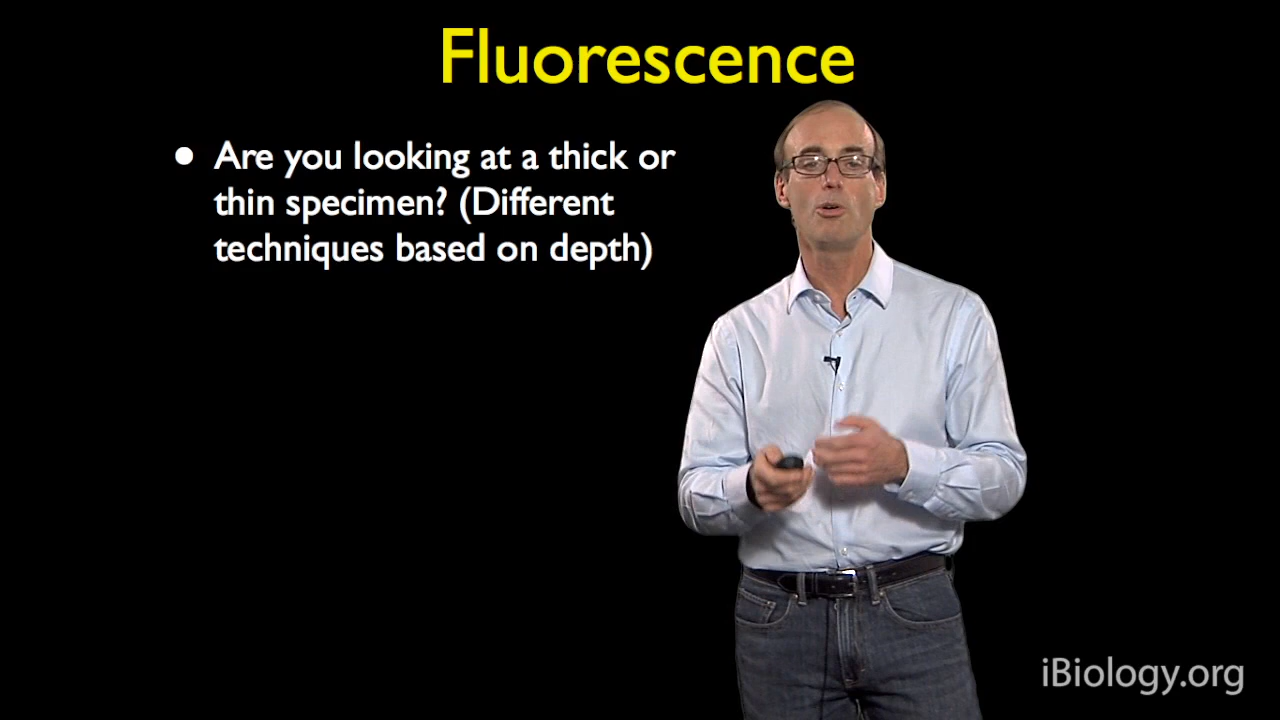 Fluorescence
● Are you looking at a thick or
thin specimen? (Different
techniques based on depth)
iBiology.org